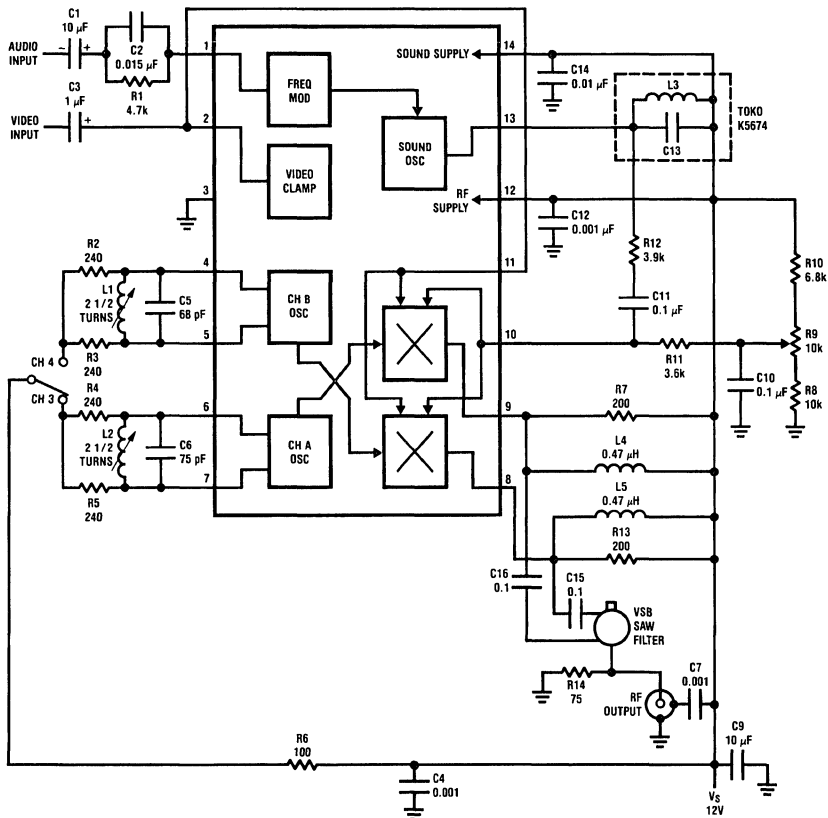 C1
10 µF
AUDIO
INPUT
~
+
C2
0.015 µF
R1
4.7k
C3
1 µF
VIDEO
INPUT
+
1
2
3
4
5
6
7
FREQ
MOD
VIDEO
CLAMP
SOUND
OSC
SOUND SUPPLY
RF
SUPPLY
CH B
OSC
CH A
OSC
14
13
12
11
10
9
8
C14
0.01 µF
L3
C13
TOKO
K5674
C12
0.001 µF
R12
3.9k
C11
0.1 µF
R10
6.8k
R9
10k
R8
10k
R11
3.6k
C10
0.1 µF
R2
240
L1
2 1/2
TURNS
C5
68 pF
R3
240
CH 4
CH 3
R4
240
L2
2 1/2
TURNS
C6
75 pF
R5
240
R7
200
L4
0.47 µH
L5
0.47 µH
R13
200
C16
0.1
C15
0.1
VSB
SAW
FILTER
R14
75
RF
OUTPUT
C7
0.001
R6
100
C4
0.001
C9
10 µF
VS
12V